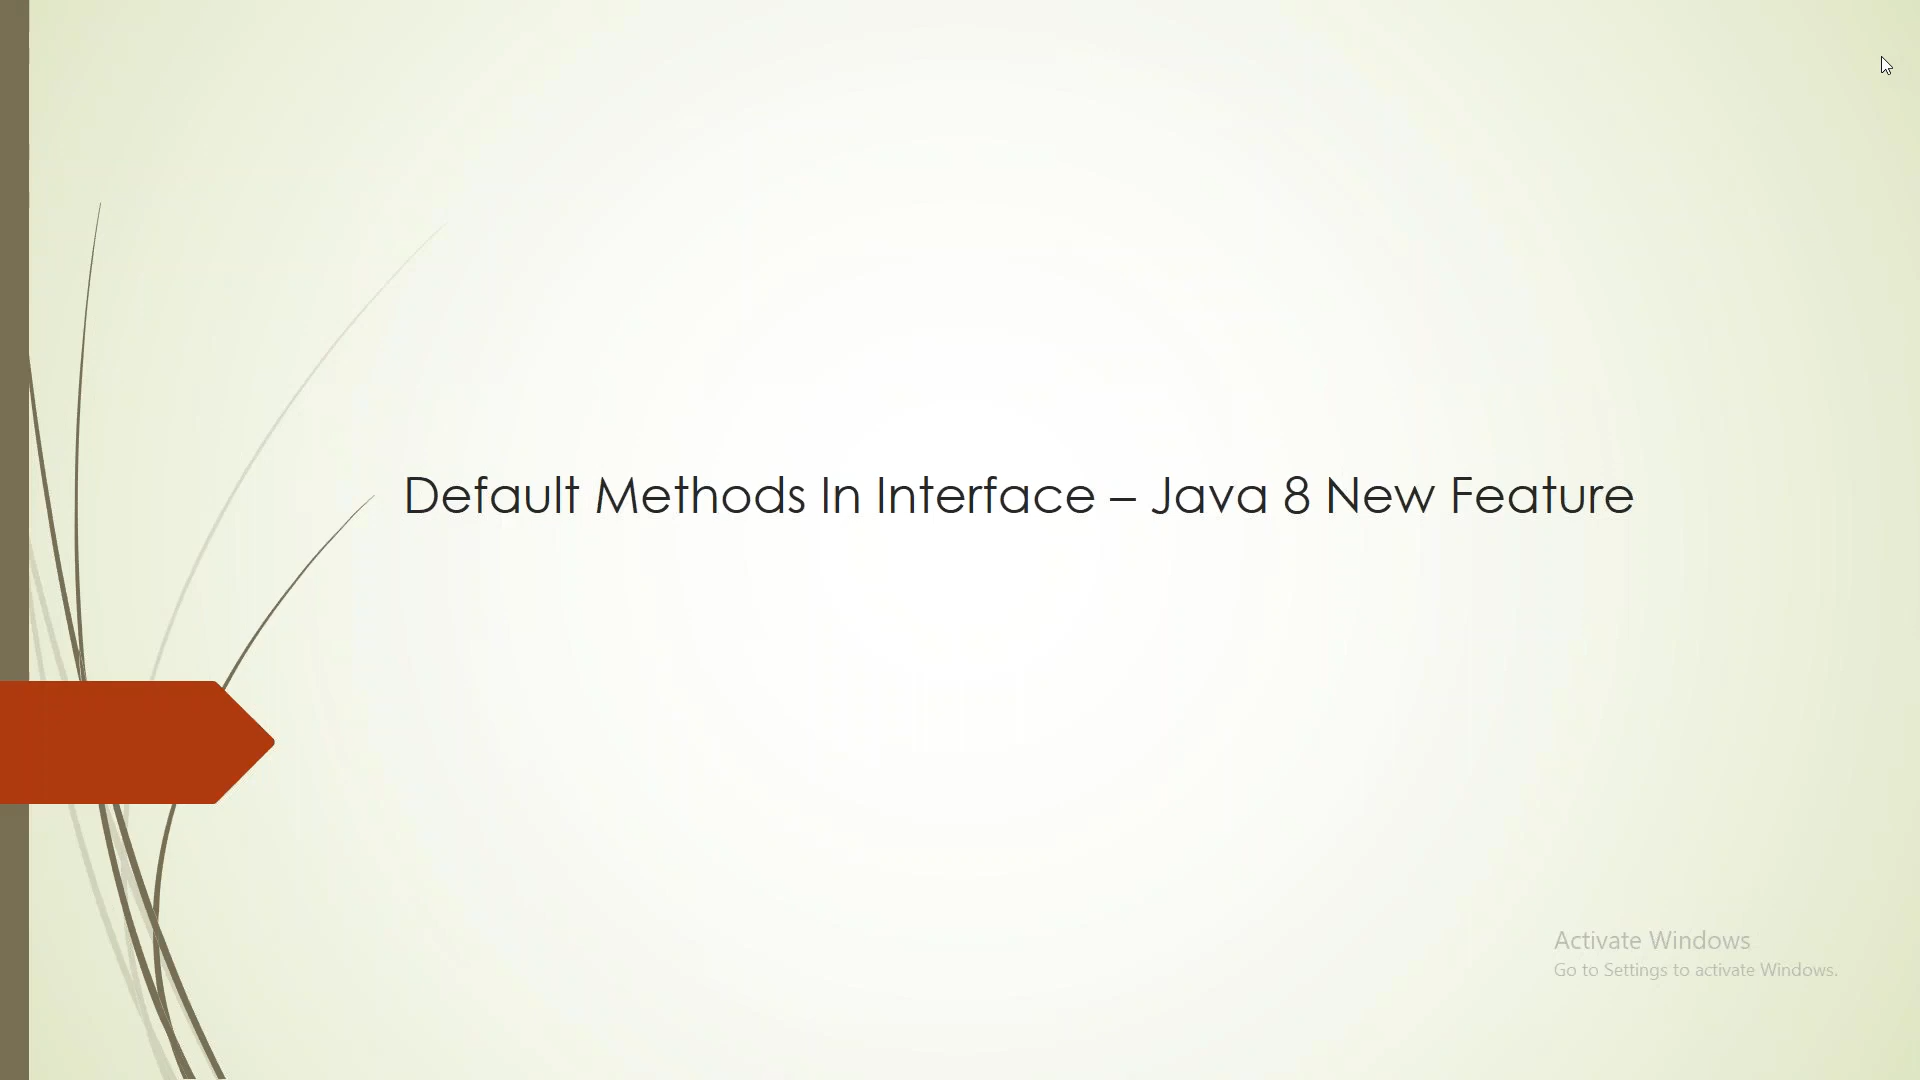 Default Methods In Interface – Java 8 New Feature
Activate Windows
Go to Settings to activate Windows.